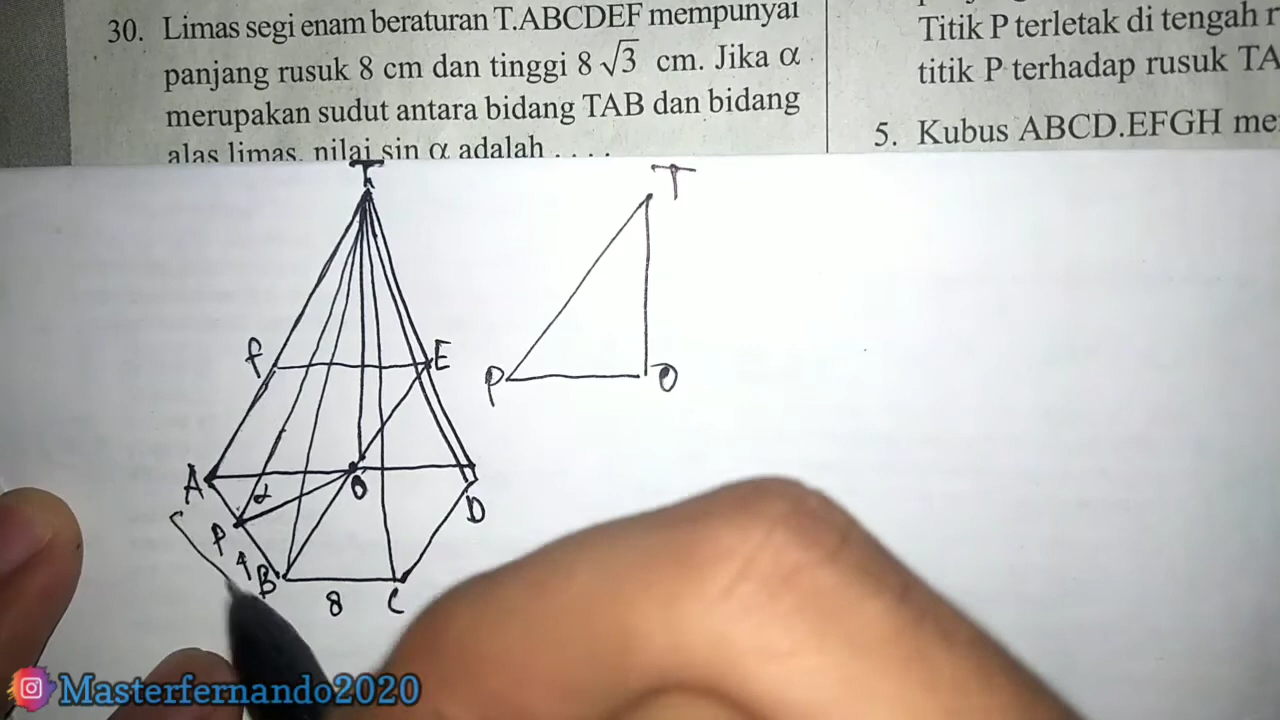 30. Limas segi enam beraturan T.ABCDEF mempunyai
panjang rusuk 8 cm dan tinggi 8 √3 cm. Jika α
merupakan sudut antara bidang TAB dan bidang
alas limas, nilai sin α adalah . . . .
Titik P terletak di tengah r
titik P terhadap rusuk TA
5. Kubus ABCD.EFGH me
T
T
f
E
P
O
A
α
O
D
P
4
B
8
C
Masterfernando2020